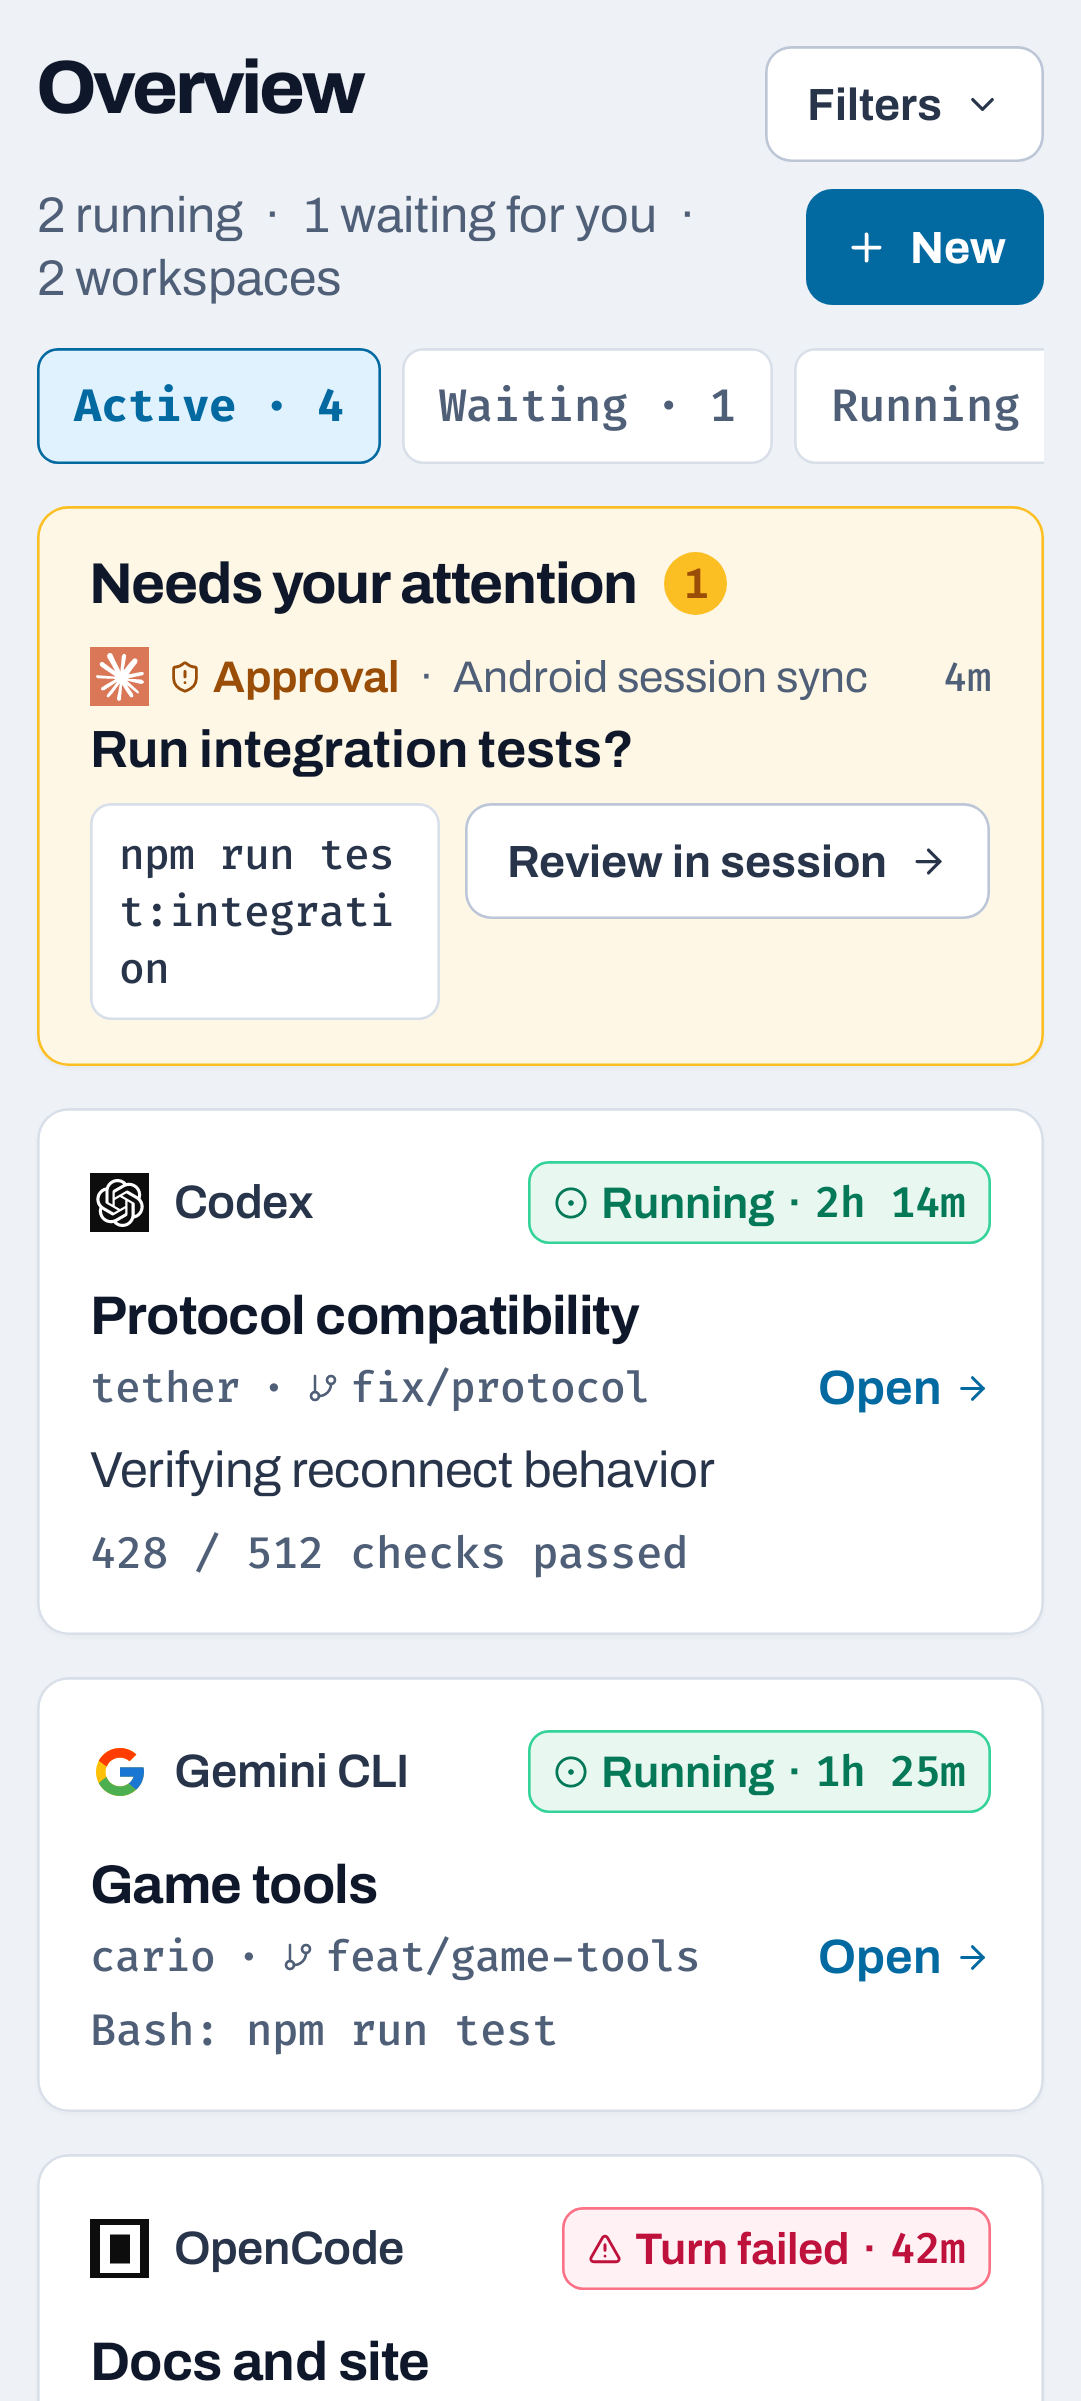 Overview
Filters
2 running · 1 waiting for you ·
2 workspaces
+ New
Active · 4
Waiting · 1
Running
Needs your attention 1
Approval · Android session sync 4m
Run integration tests?
npm run tes
t:integrati
on
Review in session →
Codex
Running · 2h 14m
Protocol compatibility
tether · fix/protocol
Open →
Verifying reconnect behavior
428 / 512 checks passed
Gemini CLI
Running · 1h 25m
Game tools
cario · feat/game-tools
Open →
Bash: npm run test
OpenCode
Turn failed · 42m
Docs and site